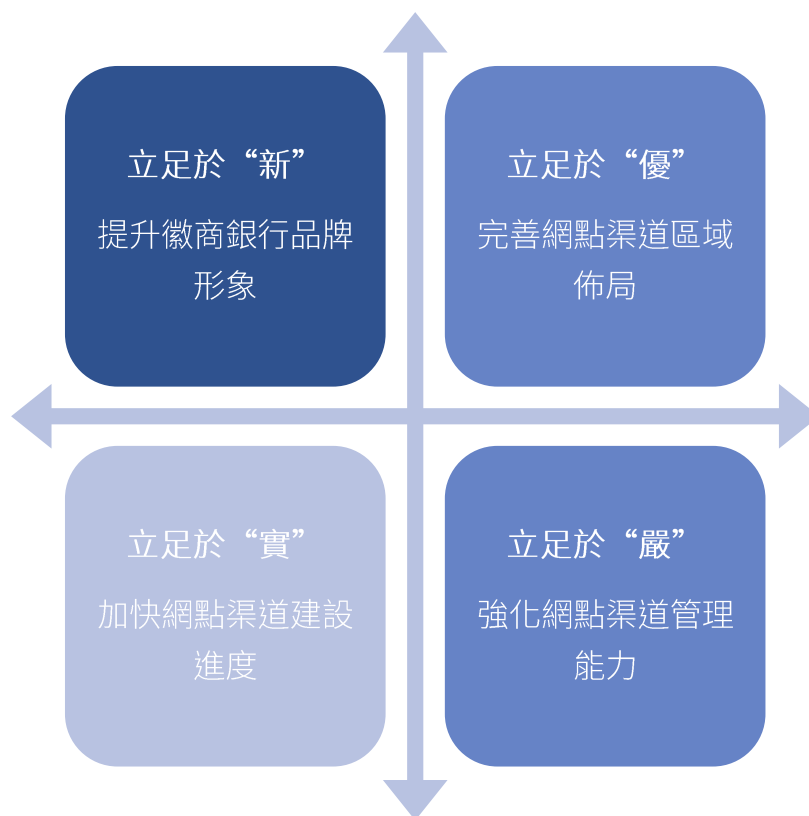 立足於“新”
提升徽商銀行品牌
形象
立足於“優”
完善網點渠道區域
佈局
立足於“實”
加快網點渠道建設
進度
立足於“嚴”
強化網點渠道管理
能力